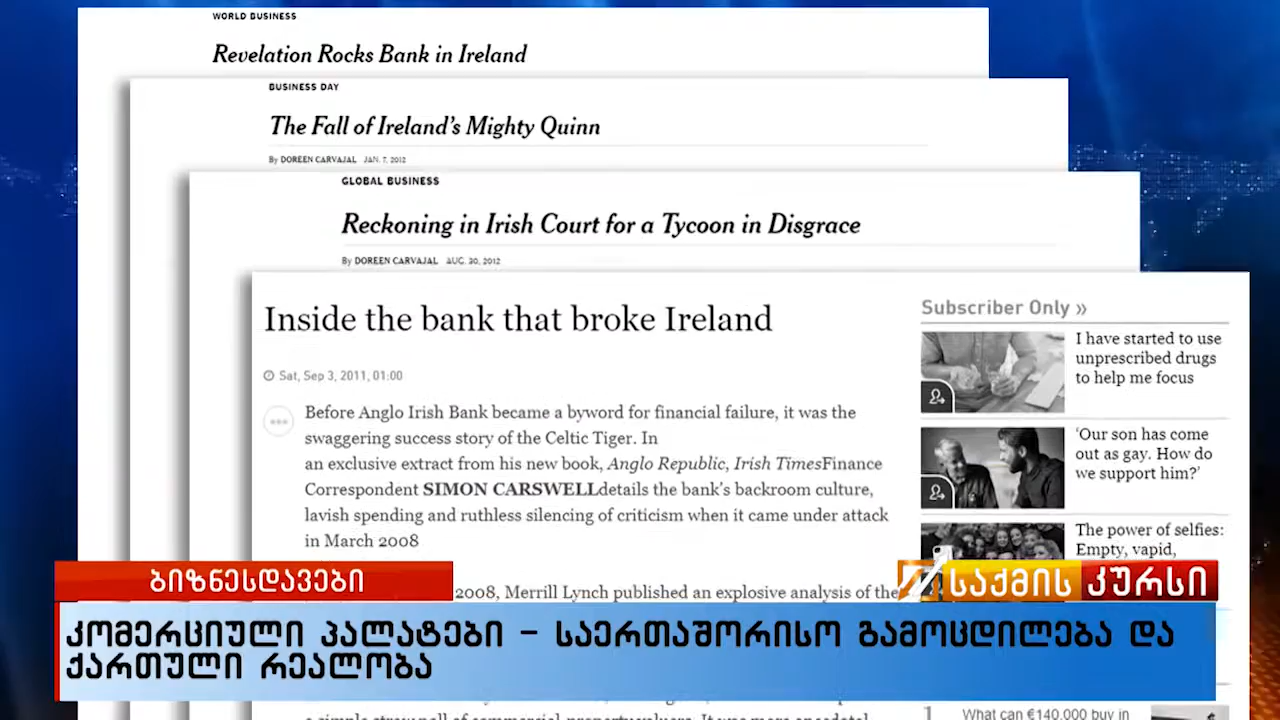 WORLD BUSINESS
Revelation Rocks Bank in Ireland
BUSINESS DAY
The Fall of Ireland's Mighty Quinn
By DOREEN CARVAJAL JAN. 7, 2012
GLOBAL BUSINESS
Reckoning in Irish Court for a Tycoon in Disgrace
By DOREEN CARVAJAL AUG. 30, 2012
Inside the bank that broke Ireland
Sat, Sep 3, 2011, 01:00
Before Anglo Irish Bank became a byword for financial failure, it was the
swaggering success story of the Celtic Tiger. In
an exclusive extract from his new book, Anglo Republic, Irish TimesFinance
Correspondent SIMON CARSWELLdetails the bank's backroom culture,
lavish spending and ruthless silencing of criticism when it came under attack
in March 2008
2008, Merrill Lynch published an explosive analysis of the
Subscriber Only »
I have started to use
unprescribed drugs
to help me focus
'Our son has come
out as gay. How do
we support him?'
The power of selfies:
Empty, vapid,
What can €140,000 buy in
ბიზნესდავები
საქმის კურსი
კომერციული პალატები – საერთაშორისო გამოცდილება და
ქართული რეალობა